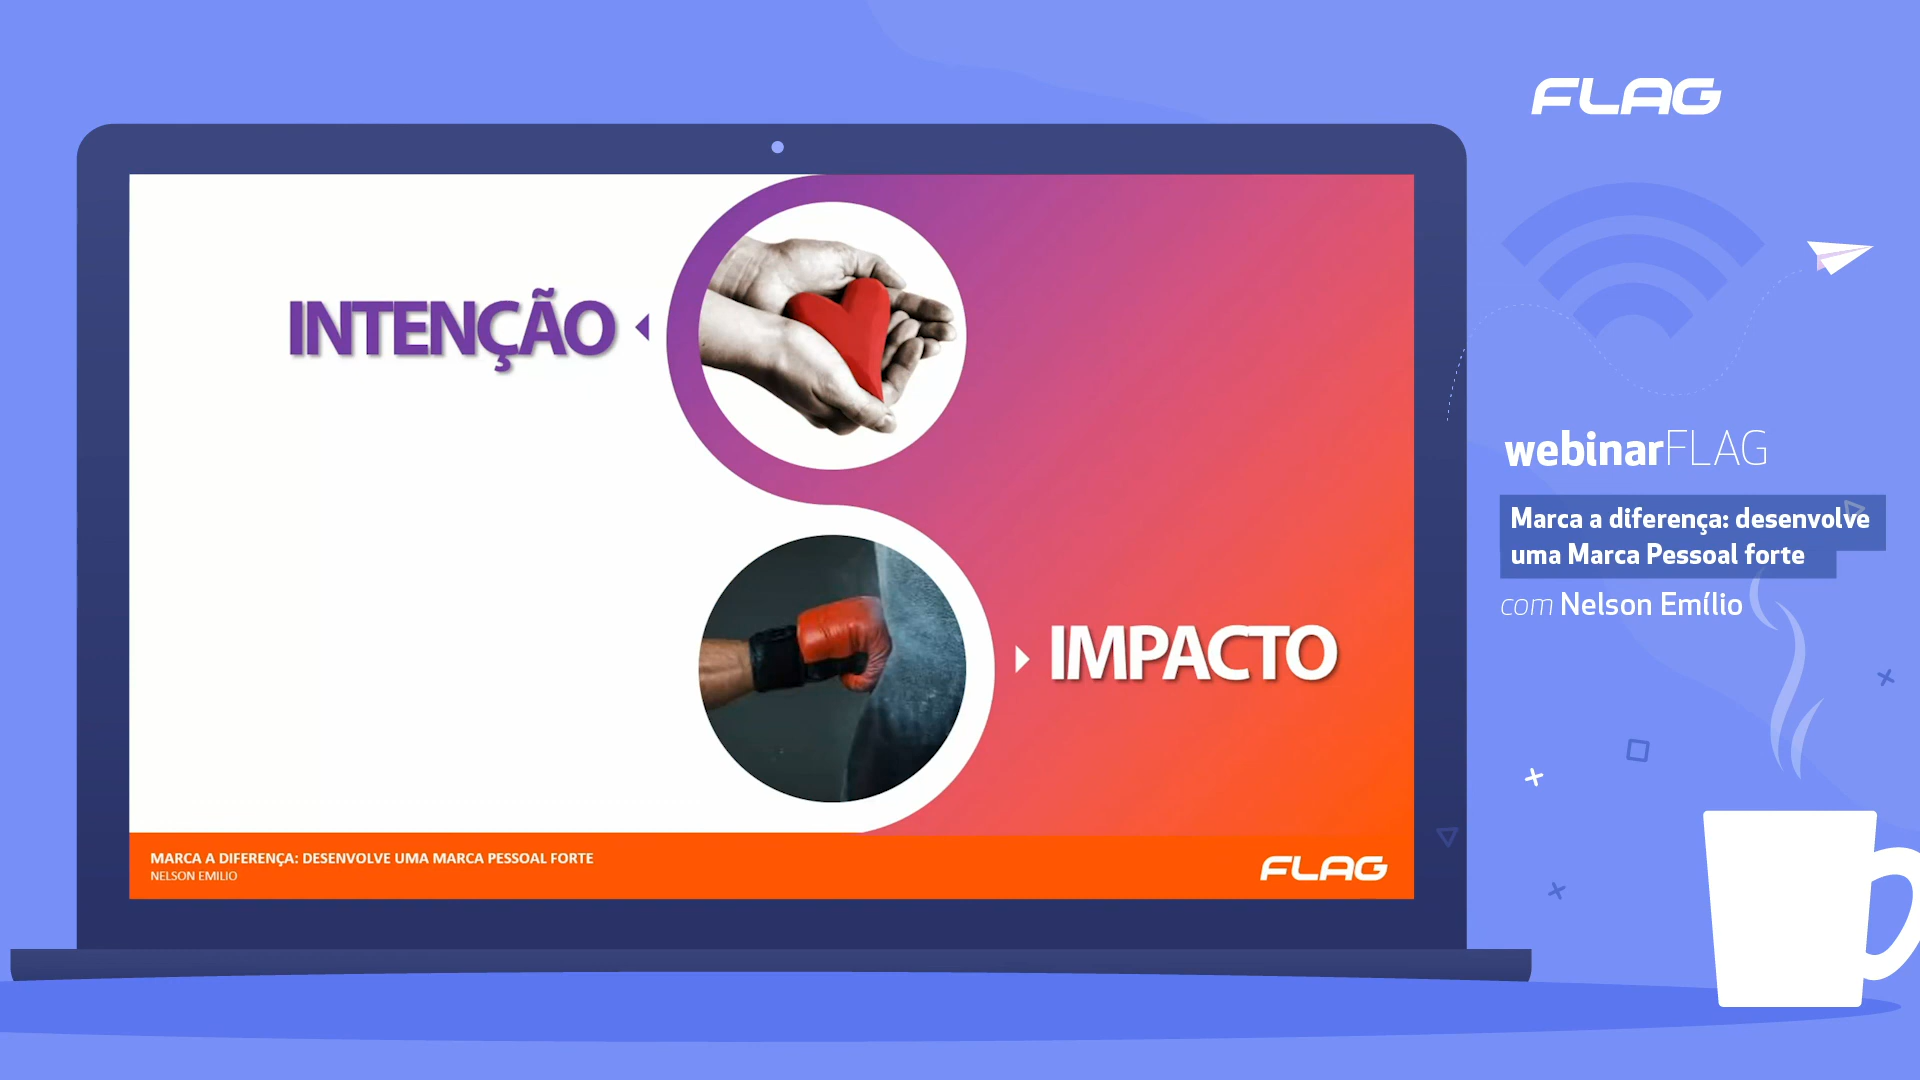 FLAG
INTENÇÃO
IMPACTO
MARCA A DIFERENÇA: DESENVOLVE UMA MARCA PESSOAL FORTE
NELSON EMILIO
FLAG
webinarFLAG
Marca a diferença: desenvolve
uma Marca Pessoal forte
com Nelson Emílio